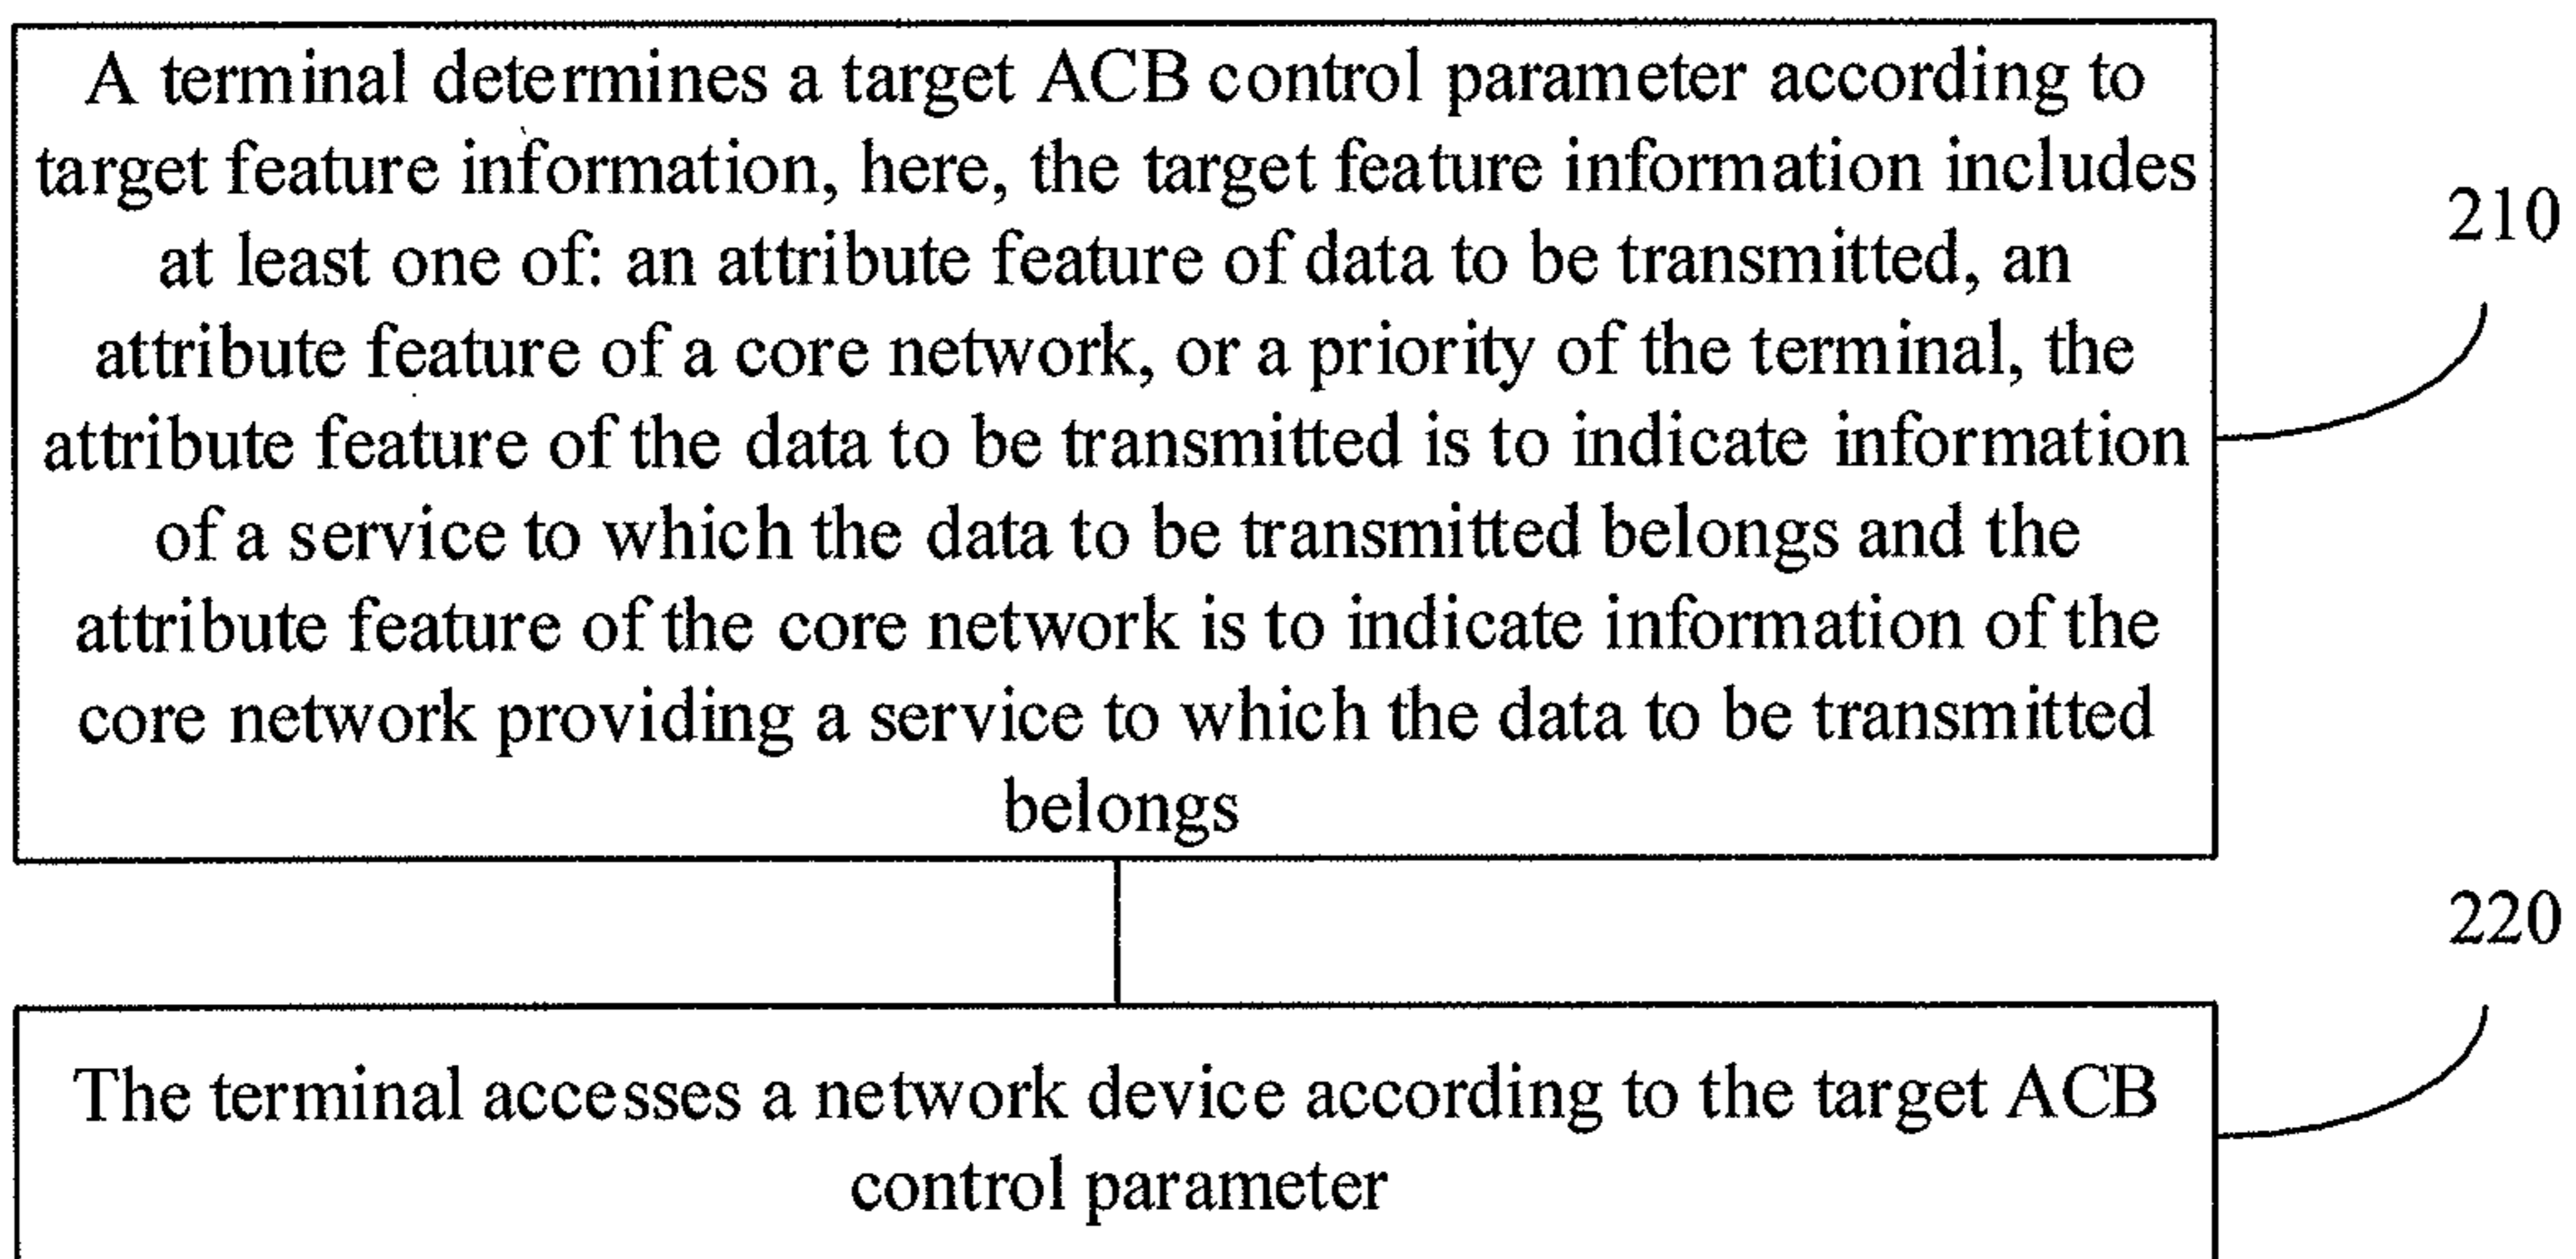 A terminal determines a target ACB control parameter according to
target feature information, here, the target feature information includes
at least one of: an attribute feature of data to be transmitted, an
attribute feature of a core network, or a priority of the terminal, the
attribute feature of the data to be transmitted is to indicate information
of a service to which the data to be transmitted belongs and the
attribute feature of the core network is to indicate information of the
core network providing a service to which the data to be transmitted
belongs
210
The terminal accesses a network device according to the target ACB
control parameter
220